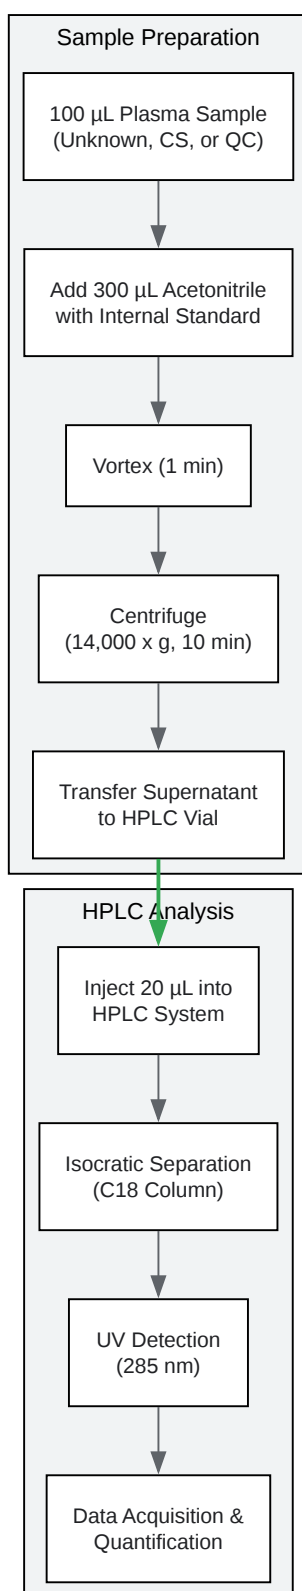 Sample Preparation
100 µL Plasma Sample
(Unknown, CS, or QC)
Add 300 µL Acetonitrile
with Internal Standard
Vortex (1 min)
Centrifuge
(14,000 x g, 10 min)
Transfer Supernatant
to HPLC Vial
HPLC Analysis
Inject 20 µL into
HPLC System
Isocratic Separation
(C18 Column)
UV Detection
(285 nm)
Data Acquisition &
Quantification